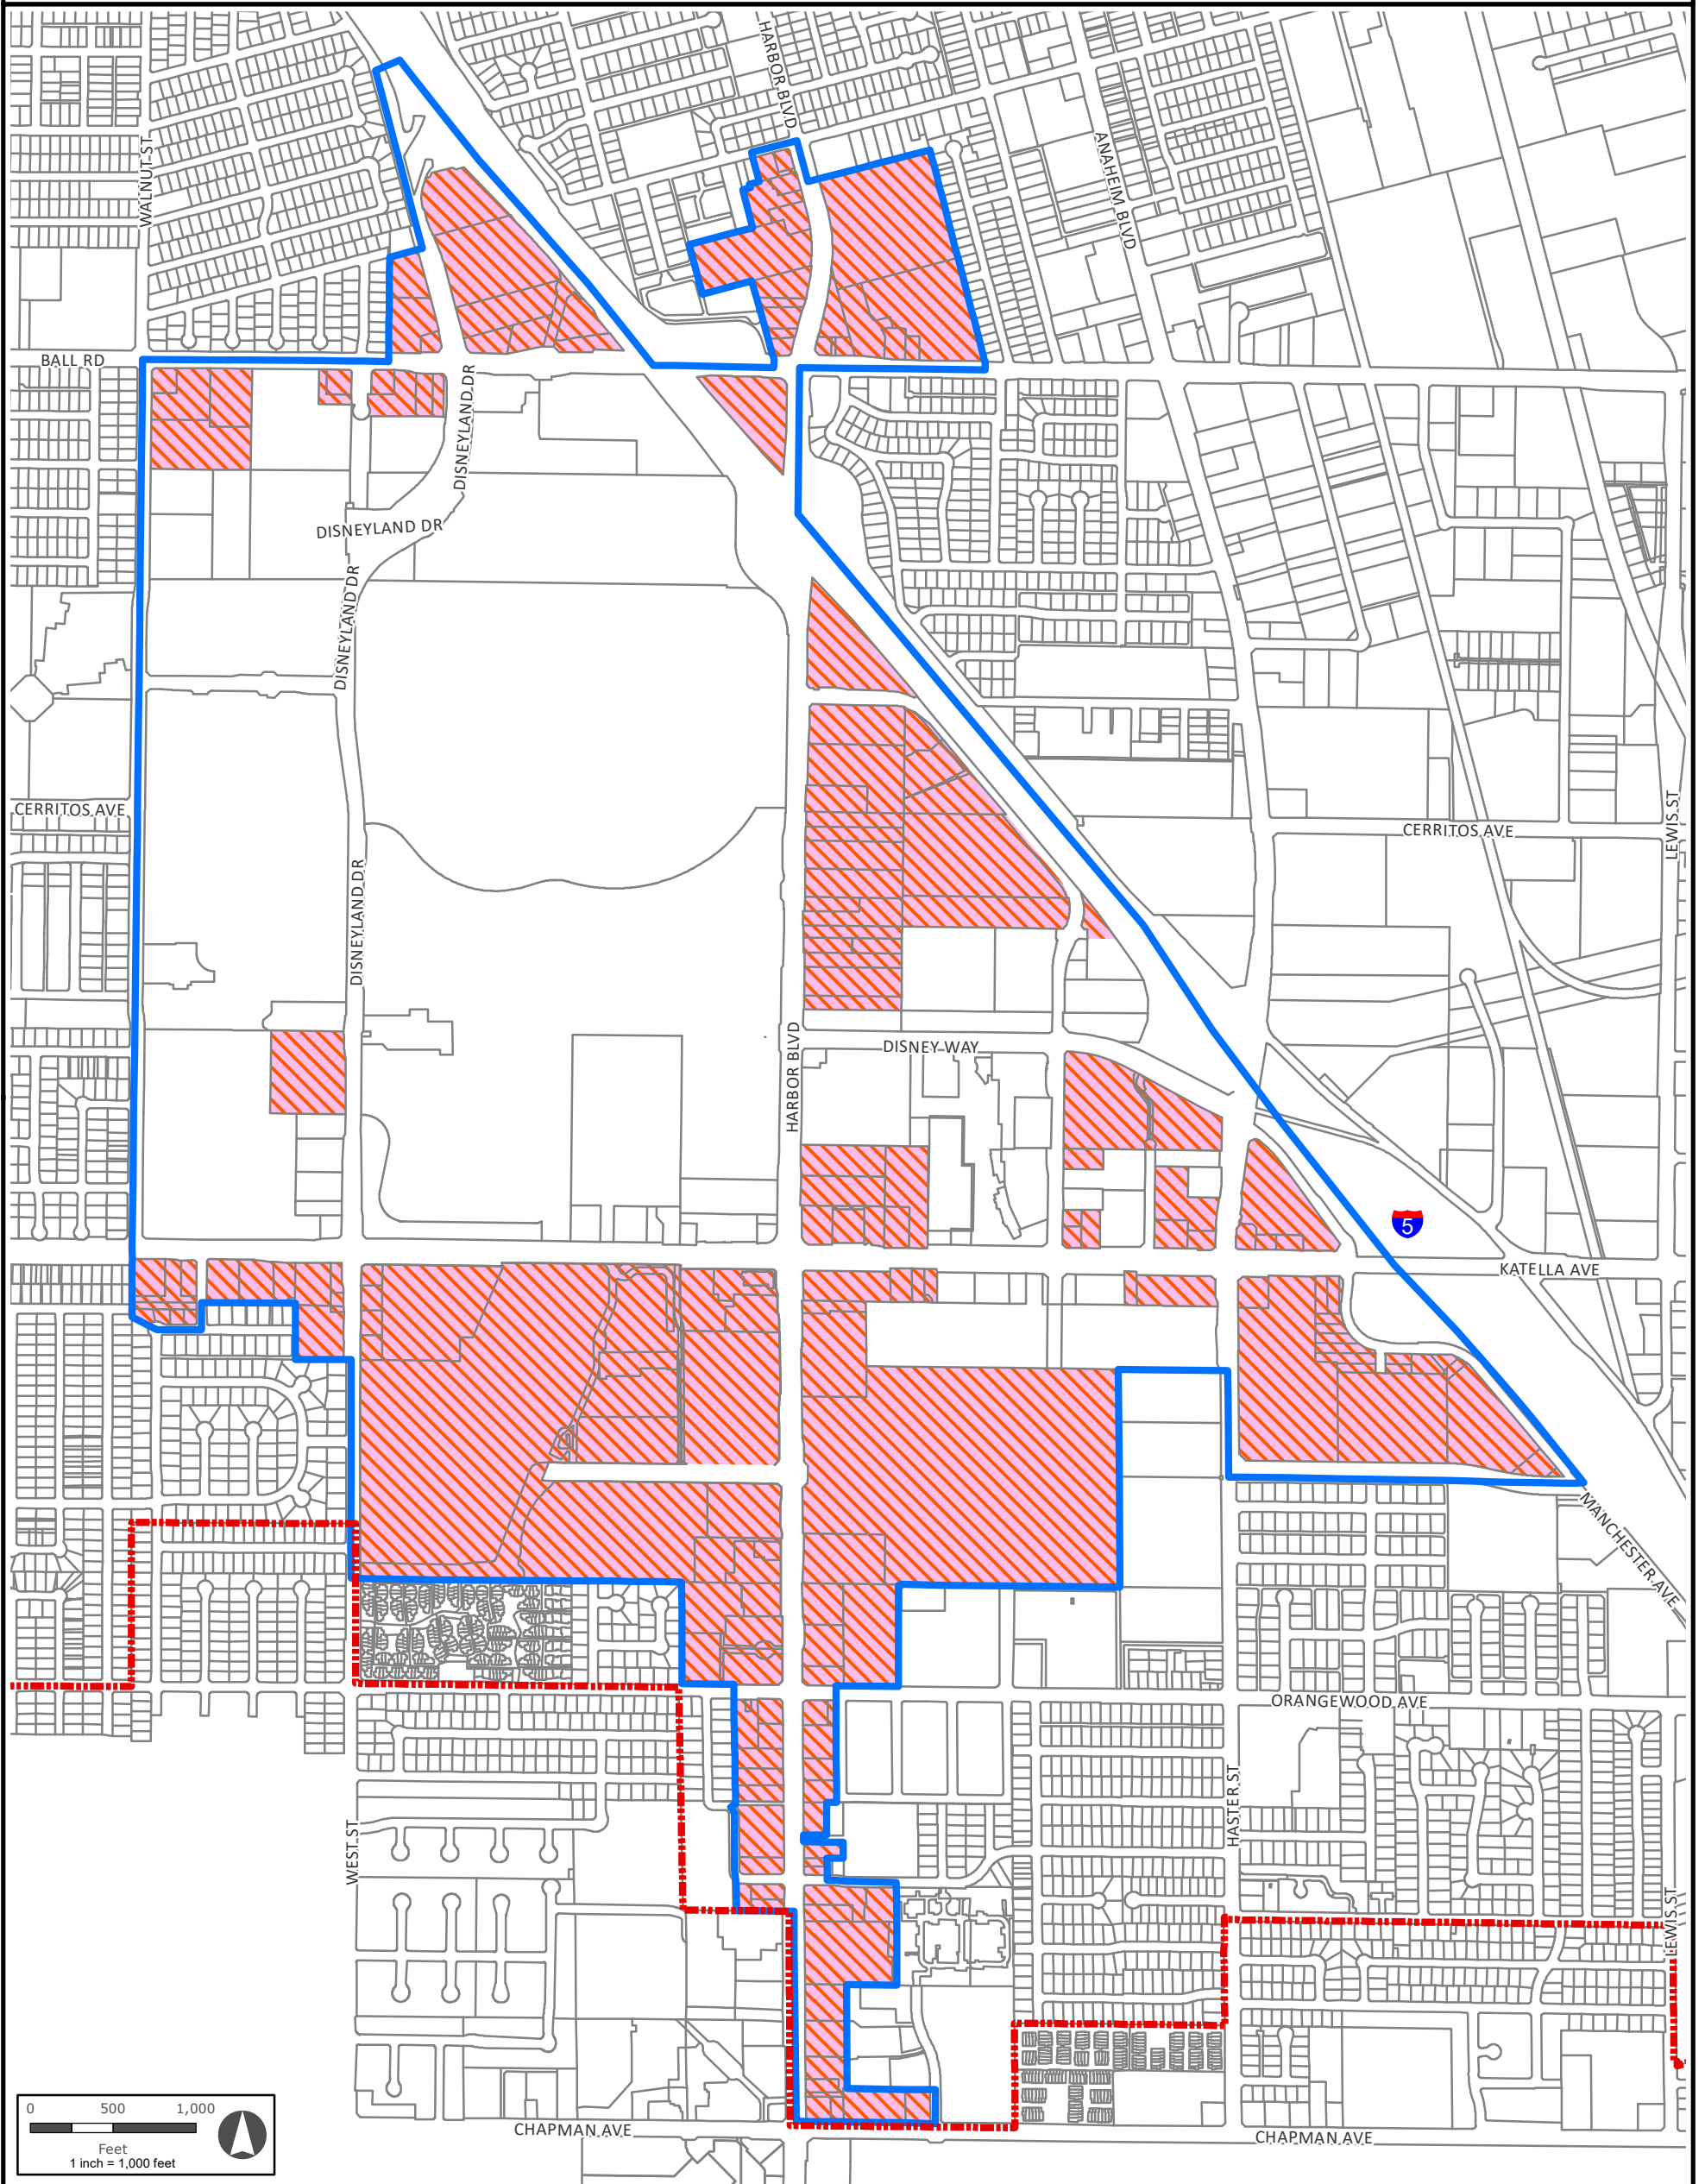 HARBOR BLVD
WALNUT ST
ANAHEIM BLVD
BALL RD
DISNEYLAND DR
DISNEYLAND DR
DISNEYLAND DR
CERRITOS AVE
CERRITOS AVE
LEWIS ST
DISNEYLAND DR
HARBOR BLVD
DISNEY WAY
5
KATELLA AVE
MANCHESTER AVE
ORANGEWOOD AVE
HASTER ST
WEST ST
LEWIS ST
0 500 1,000
Feet
1 inch = 1,000 feet
CHAPMAN AVE
CHAPMAN AVE